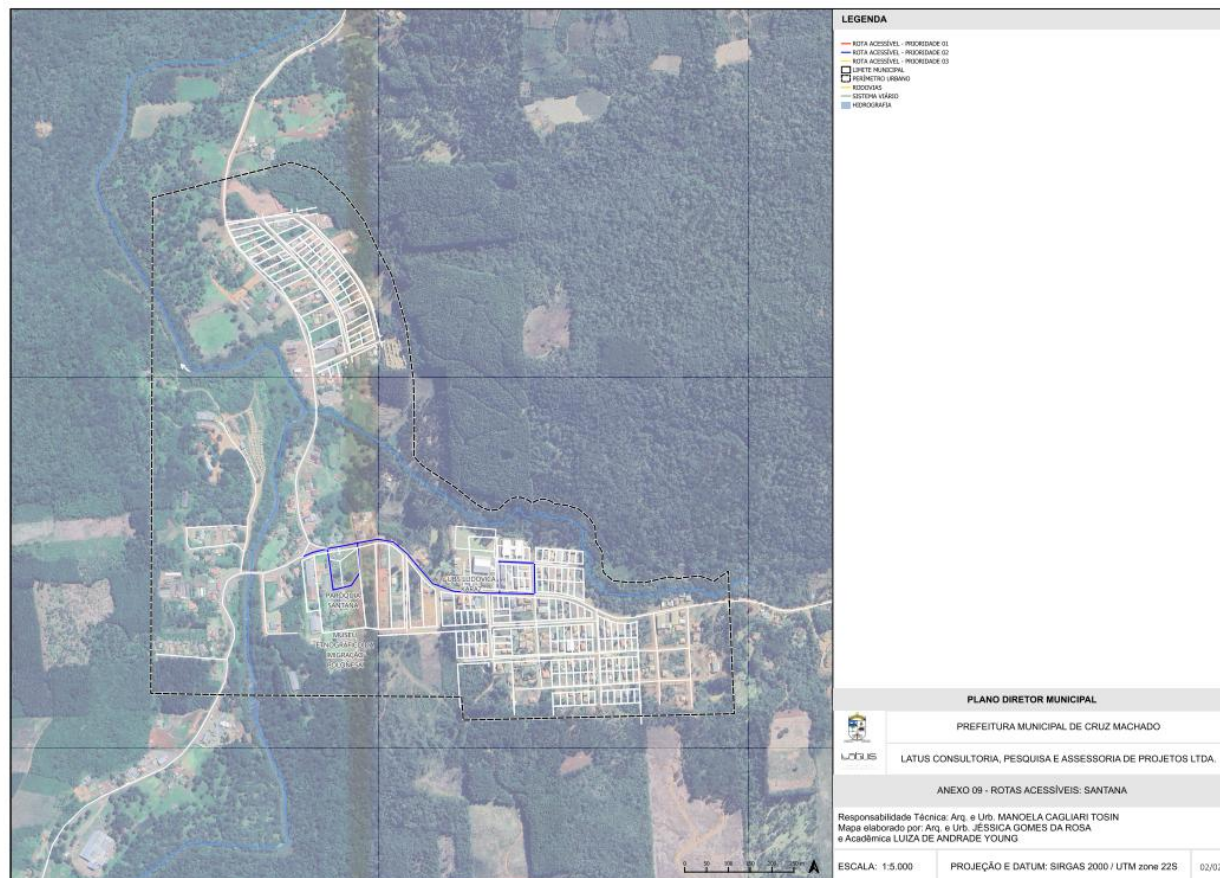 LEGENDA
ROTA ACESSÍVEL - PRIORIDADE 01
ROTA ACESSÍVEL - PRIORIDADE 02
ROTA ACESSÍVEL - PRIORIDADE 03
LIMITE MUNICIPAL
PERÍMETRO URBANO
RODOVIAS
SISTEMA VIÁRIO
HIDROGRAFIA
UBS LUDOVICA
PARÓQUIA
SANTANA
MUSEU
ETNOGRÁFICO DA
IMIGRAÇÃO
POLONESA
PLANO DIRETOR MUNICIPAL
PREFEITURA MUNICIPAL DE CRUZ MACHADO
LATUS
LATUS CONSULTORIA, PESQUISA E ASSESSORIA DE PROJETOS LTDA.
ANEXO 09 - ROTAS ACESSÍVEIS: SANTANA
Responsabilidade Técnica: Arq. e Urb. MANOELA CAGLIARI TOSIN
Mapa elaborado por: Arq. e Urb. JÉSSICA GOMES DA ROSA
e Acadêmica LUIZA DE ANDRADE YOUNG
ESCALA: 1:5.000
PROJEÇÃO E DATUM: SIRGAS 2000 / UTM zone 22S